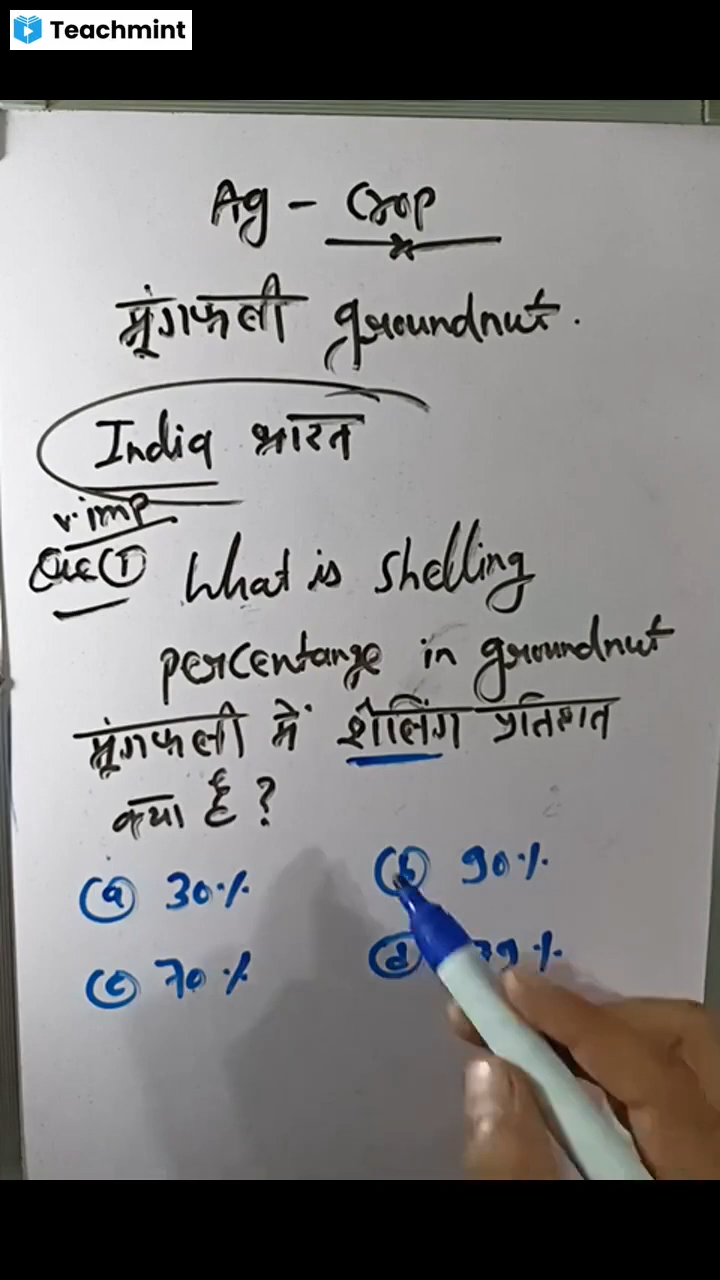 Teachmint
Ag - Crop
मूंगफली groundnut.
India भारत
v. imp
Que ① What is Shelling
percentange in groundnut
मूंगफली में शैलिंग प्रतिशत
क्या है ?
ⓐ 30% ⓑ 90%
ⓒ 70% ⓓ